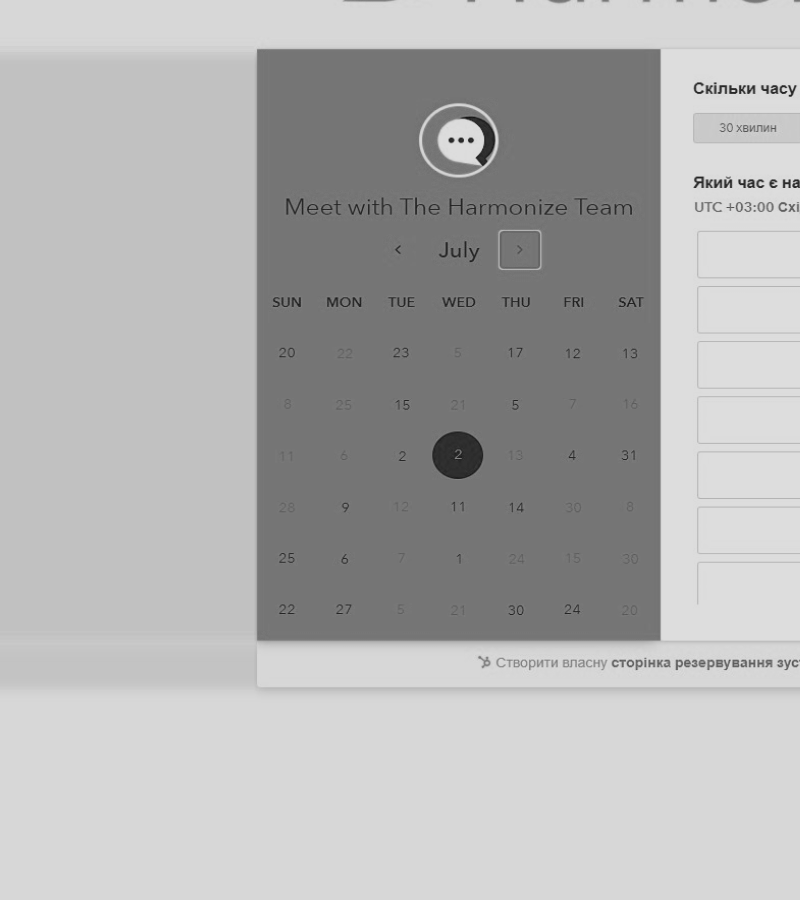 Скільки часу
30 хвилин
Meet with The Harmonize Team
Який час є на
UTC +03:00 Схі
July
SUN MON TUE WED THU FRI SAT
20 22 23 5 17 12 13
8 25 15 21 5 7 16
11 6 2 2 13 4 31
28 9 12 11 14 30 8
25 6 7 1 24 15 30
22 27 5 21 30 24 20
Створити власну сторінка резервування зус